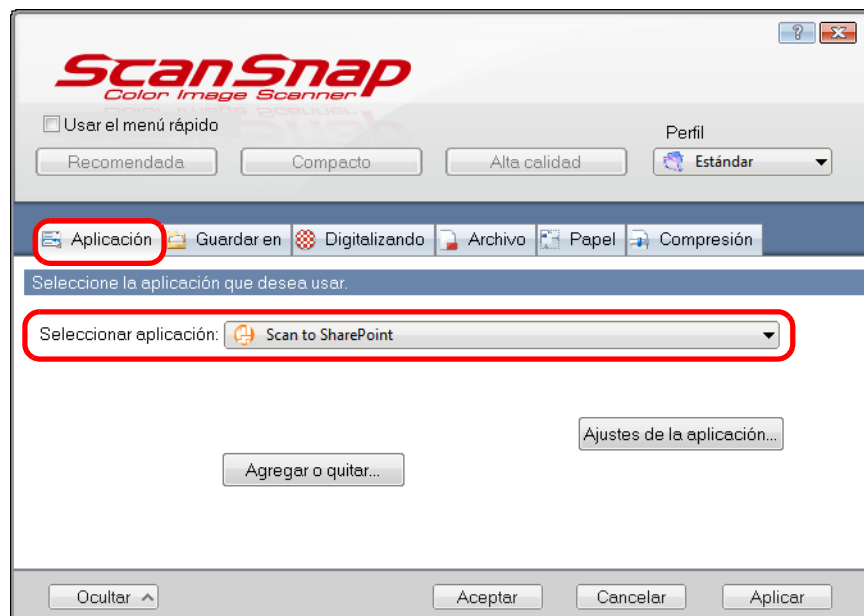 ScanSnap
Color Image Scanner
Usar el menú rápido
Perfil
Recomendada Compacto Alta calidad Estándar
Aplicación Guardar en Digitalizando Archivo Papel Compresión
Seleccione la aplicación que desea usar.
Seleccionar aplicación: Scan to SharePoint
Ajustes de la aplicación...
Agregar o quitar...
Ocultar Aceptar Cancelar Aplicar